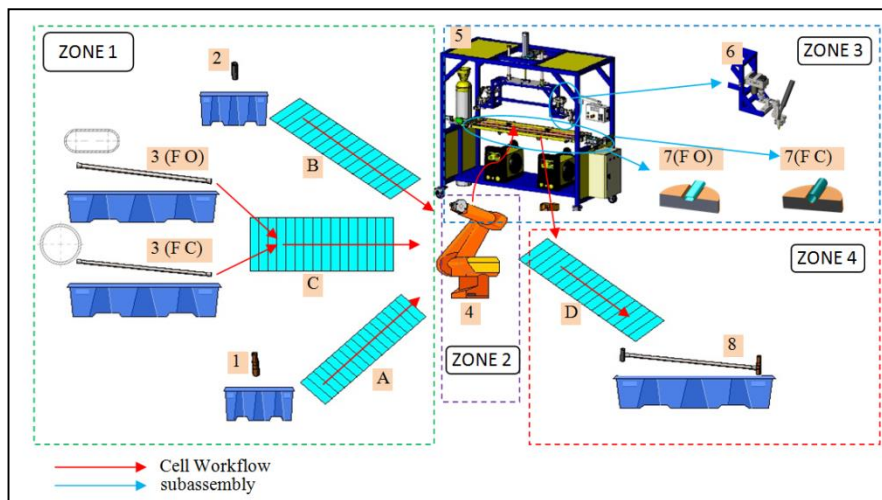 ZONE 1
2
3 (F O)
B
3 (F C)
C
1
A
5
6
ZONE 3
7(F O)
7(F C)
4
ZONE 2
ZONE 4
D
8
Cell Workflow
subassembly